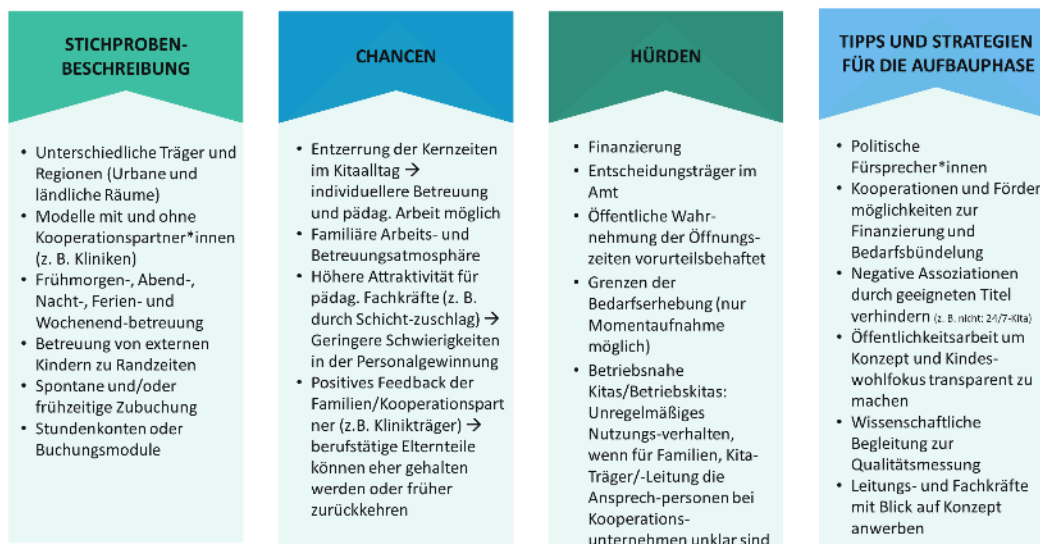 STICHPROBEN-
BESCHREIBUNG
• Unterschiedliche Träger und
Regionen (Urbane und
ländliche Räume)
• Modelle mit und ohne
Kooperationspartner*innen
(z. B. Kliniken)
• Frühmorgen-, Abend-,
Nacht-, Ferien- und
Wochenend-betreuung
• Betreuung von externen
Kindern zu Randzeiten
• Spontane und/oder
frühzeitige Zubuchung
• Stundenkonten oder
Buchungsmodule
CHANCEN
• Entzerrung der Kernzeiten
im Kitaalltag →
individuellere Betreuung
und pädag. Arbeit möglich
• Familiäre Arbeits- und
Betreuungsatmosphäre
• Höhere Attraktivität für
pädag. Fachkräfte (z. B.
durch Schicht-zuschlag) →
Geringere Schwierigkeiten
in der Personalgewinnung
• Positives Feedback der
Familien/Kooperationspart
ner (z.B. Klinikträger) →
berufstätige Elternteile
können eher gehalten
werden oder früher
zurückkehren
HÜRDEN
• Finanzierung
• Entscheidungsträger im
Amt
• Öffentliche Wahr-
nehmung der Öffnungs-
zeiten vorurteilsbehaftet
• Grenzen der
Bedarfserhebung (nur
Momentaufnahme
möglich)
• Betriebsnahe
Kitas/Betriebskitas:
Unregelmäßiges
Nutzungs-verhalten,
wenn für Familien, Kita-
Träger/-Leitung die
Ansprech-personen bei
Kooperations-
unternehmen unklar sind
TIPPS UND STRATEGIEN
FÜR DIE AUFBAUPHASE
• Politische
Fürsprecher*innen
• Kooperationen und Förder
möglichkeiten zur
Finanzierung und
Bedarfsbündelung
• Negative Assoziationen
durch geeigneten Titel
verhindern (z. B. nicht: 24/7-Kita)
• Öffentlichkeitsarbeit um
Konzept und Kindes-
wohlfokus transparent zu
machen
• Wissenschaftliche
Begleitung zur
Qualitätsmessung
• Leitungs- und Fachkräfte
mit Blick auf Konzept
anwerben